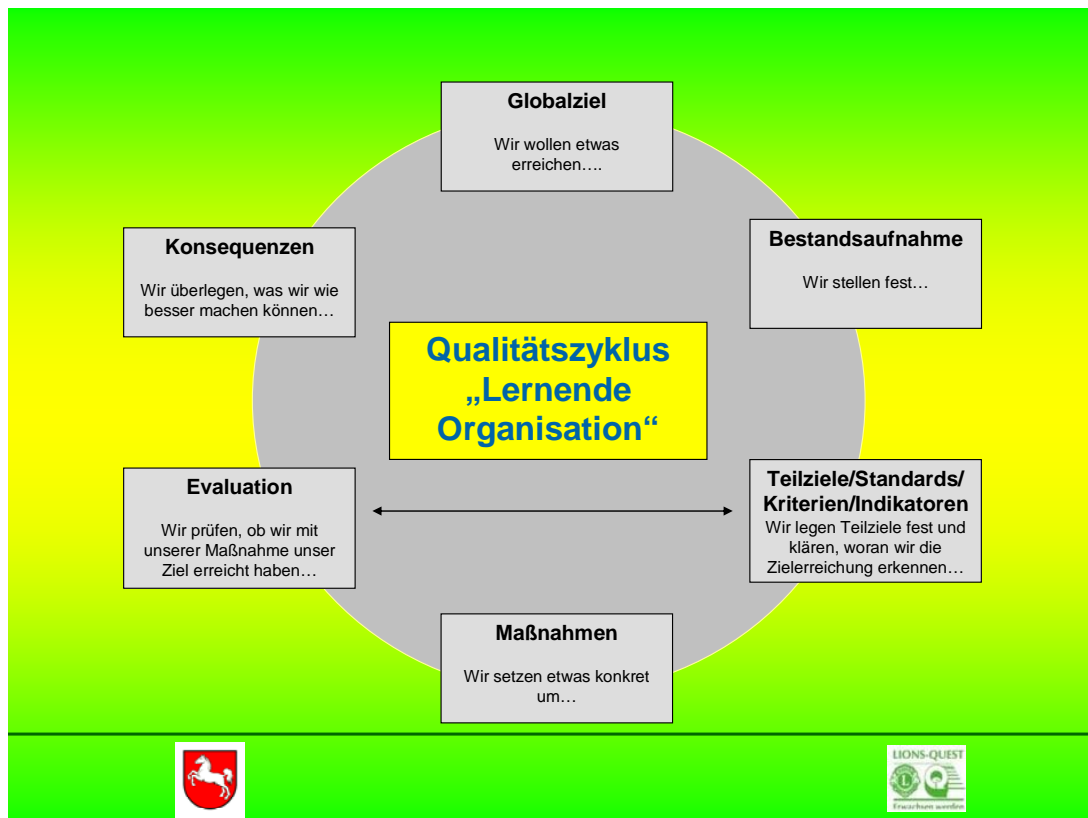 Globalziel
Wir wollen etwas
erreichen….
Bestandsaufnahme
Wir stellen fest…
Konsequenzen
Wir überlegen, was wir wie
besser machen können…
Qualitätszyklus
„Lernende
Organisation“
Teilziele/Standards/
Kriterien/Indikatoren
Wir legen Teilziele fest und
klären, woran wir die
Zielerreichung erkennen…
Evaluation
Wir prüfen, ob wir mit
unserer Maßnahme unser
Ziel erreicht haben…
Maßnahmen
Wir setzen etwas konkret
um…
LIONS-QUEST
L
Erwachsen werden